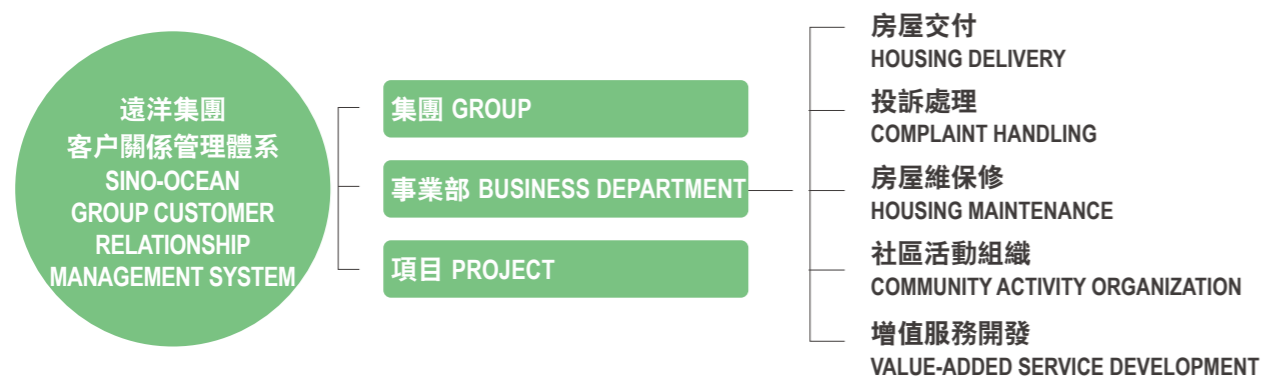 遠洋集團
客户關係管理體系
SINO-OCEAN
GROUP CUSTOMER
RELATIONSHIP
MANAGEMENT SYSTEM
集團 GROUP
事業部 BUSINESS DEPARTMENT
項目 PROJECT
房屋交付
HOUSING DELIVERY
投訴處理
COMPLAINT HANDLING
房屋維保修
HOUSING MAINTENANCE
社區活動組織
COMMUNITY ACTIVITY ORGANIZATION
增值服務開發
VALUE-ADDED SERVICE DEVELOPMENT